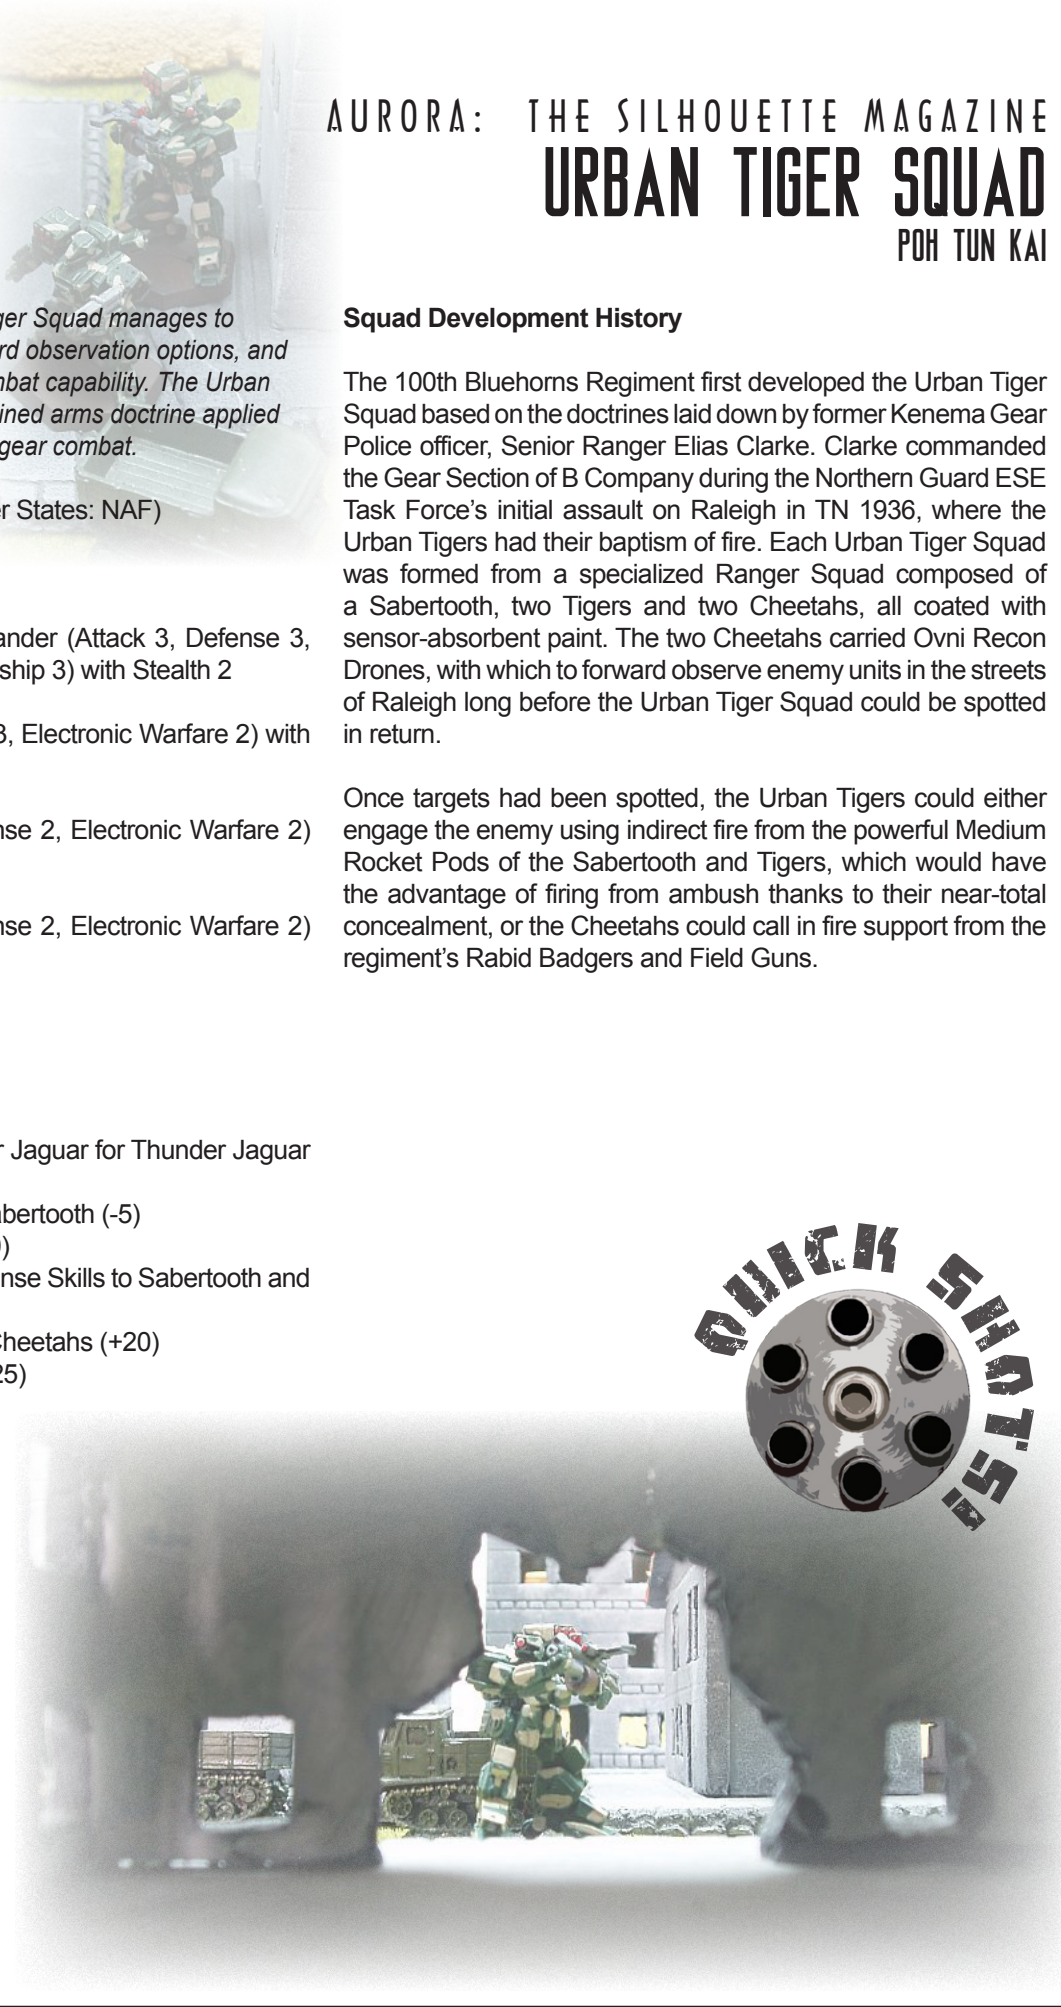 AURORA: THE SILHOUETTE MAGAZINE
URBAN TIGER SQUAD
POH TUN KAI
ger Squad manages to
rd observation options, and
mbat capability. The Urban
ined arms doctrine applied
gear combat.
er States: NAF)
ander (Attack 3, Defense 3,
ship 3) with Stealth 2
3, Electronic Warfare 2) with
nse 2, Electronic Warfare 2)
nse 2, Electronic Warfare 2)
r Jaguar for Thunder Jaguar
abertooth (-5)
)
nse Skills to Sabertooth and
Cheetahs (+20)
25)
Squad Development History
The 100th Bluehorns Regiment first developed the Urban Tiger
Squad based on the doctrines laid down by former Kenema Gear
Police officer, Senior Ranger Elias Clarke. Clarke commanded
the Gear Section of B Company during the Northern Guard ESE
Task Force's initial assault on Raleigh in TN 1936, where the
Urban Tigers had their baptism of fire. Each Urban Tiger Squad
was formed from a specialized Ranger Squad composed of
a Sabertooth, two Tigers and two Cheetahs, all coated with
sensor-absorbent paint. The two Cheetahs carried Ovni Recon
Drones, with which to forward observe enemy units in the streets
of Raleigh long before the Urban Tiger Squad could be spotted
in return.
Once targets had been spotted, the Urban Tigers could either
engage the enemy using indirect fire from the powerful Medium
Rocket Pods of the Sabertooth and Tigers, which would have
the advantage of firing from ambush thanks to their near-total
concealment, or the Cheetahs could call in fire support from the
regiment's Rabid Badgers and Field Guns.
QUICK SHOTS!